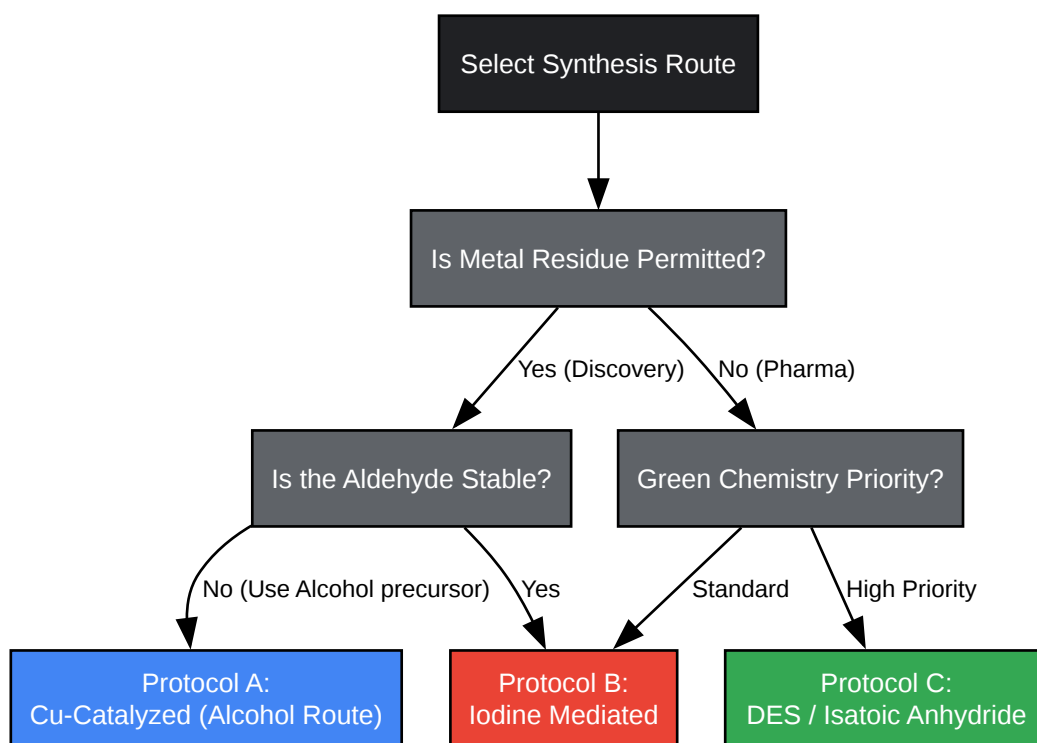 Select Synthesis Route
Is Metal Residue Permitted?
Yes (Discovery)
No (Pharma)
Is the Aldehyde Stable?
Green Chemistry Priority?
No (Use Alcohol precursor)
Yes
Standard
High Priority
Protocol A:
Cu-Catalyzed (Alcohol Route)
Protocol B:
Iodine Mediated
Protocol C:
DES / Isatoic Anhydride